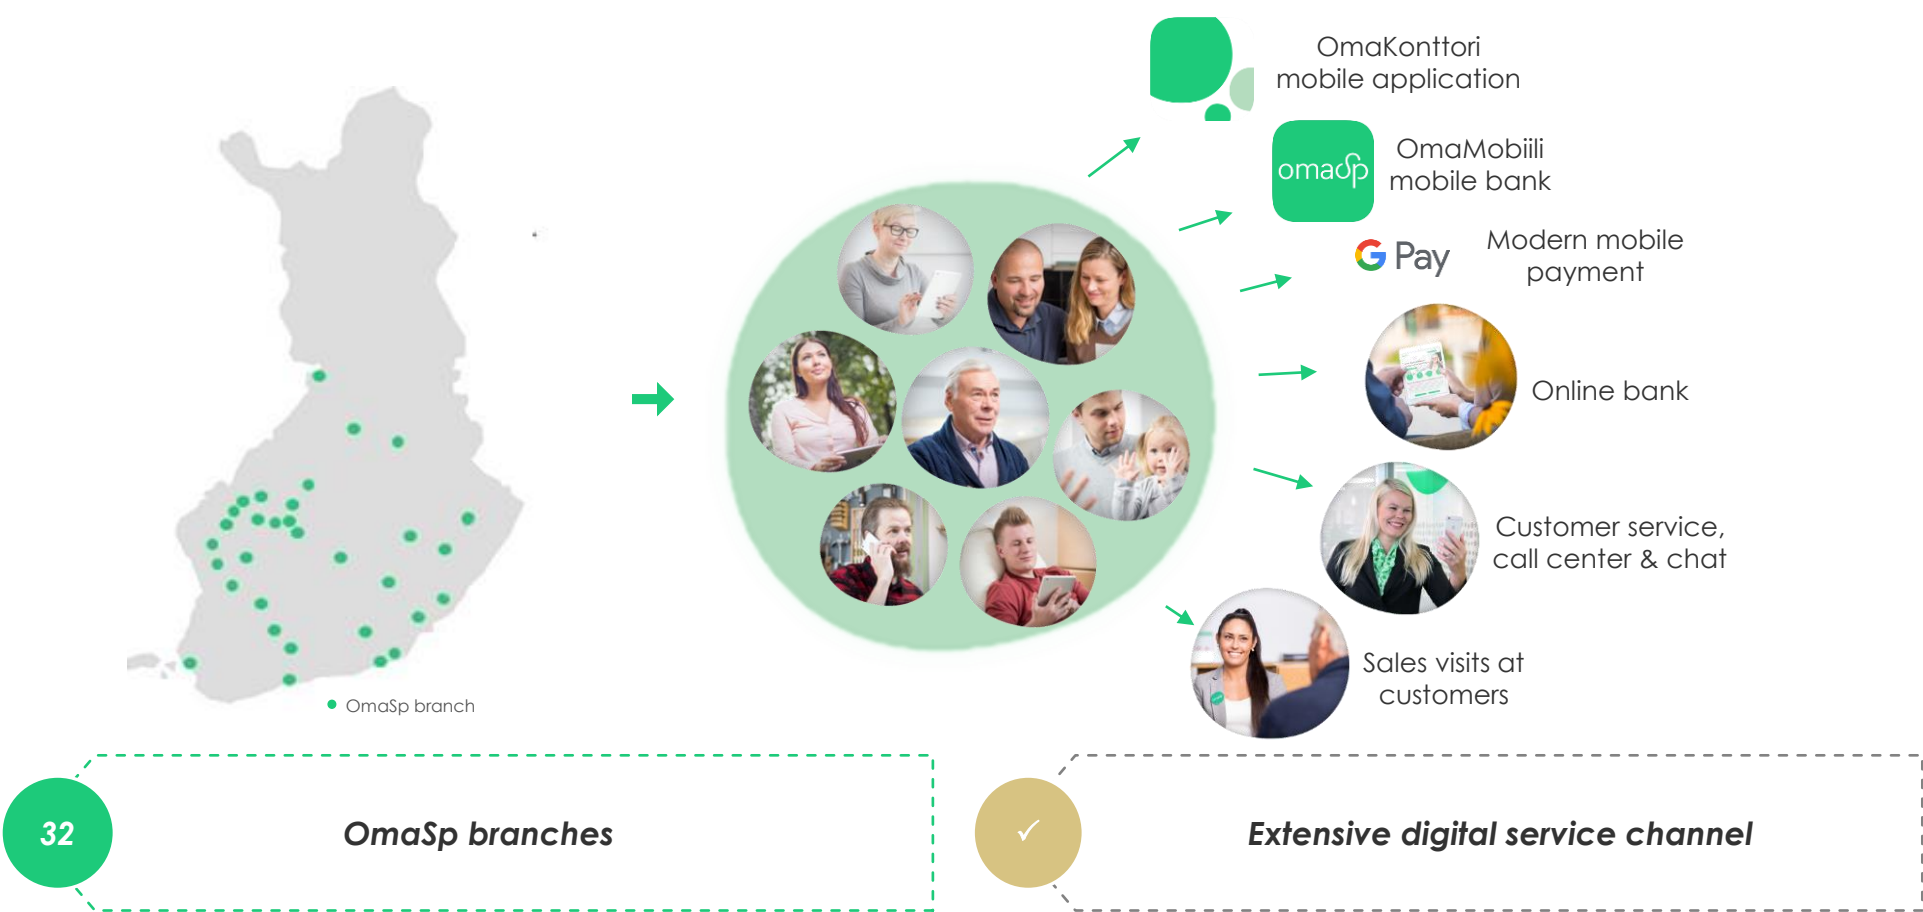 OmaKonttori
mobile application
omaSp
OmaMobiili
mobile bank
G Pay
Modern mobile
payment
Online bank
Customer service,
call center & chat
Sales visits at
customers
OmaSp branch
32
OmaSp branches
✓
Extensive digital service channel